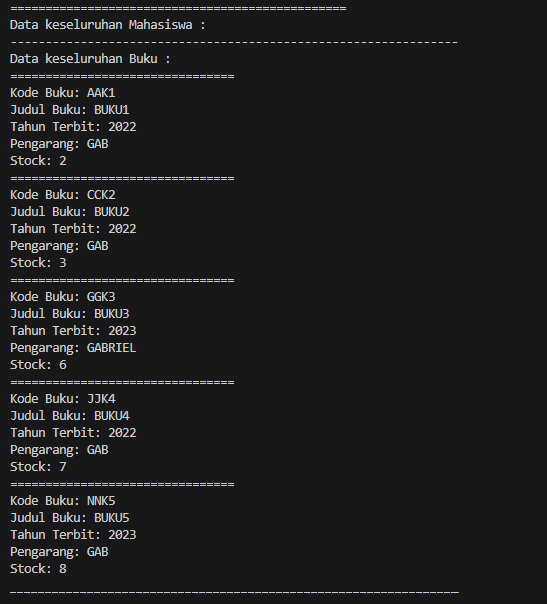 ================================================
Data keseluruhan Mahasiswa :
----------------------------------------------------------------
Data keseluruhan Buku :
================================
Kode Buku: AAK1
Judul Buku: BUKU1
Tahun Terbit: 2022
Pengarang: GAB
Stock: 2
================================
Kode Buku: CCK2
Judul Buku: BUKU2
Tahun Terbit: 2022
Pengarang: GAB
Stock: 3
================================
Kode Buku: GGK3
Judul Buku: BUKU3
Tahun Terbit: 2023
Pengarang: GABRIEL
Stock: 6
================================
Kode Buku: JJK4
Judul Buku: BUKU4
Tahun Terbit: 2022
Pengarang: GAB
Stock: 7
================================
Kode Buku: NNK5
Judul Buku: BUKU5
Tahun Terbit: 2023
Pengarang: GAB
Stock: 8
________________________________________________________________